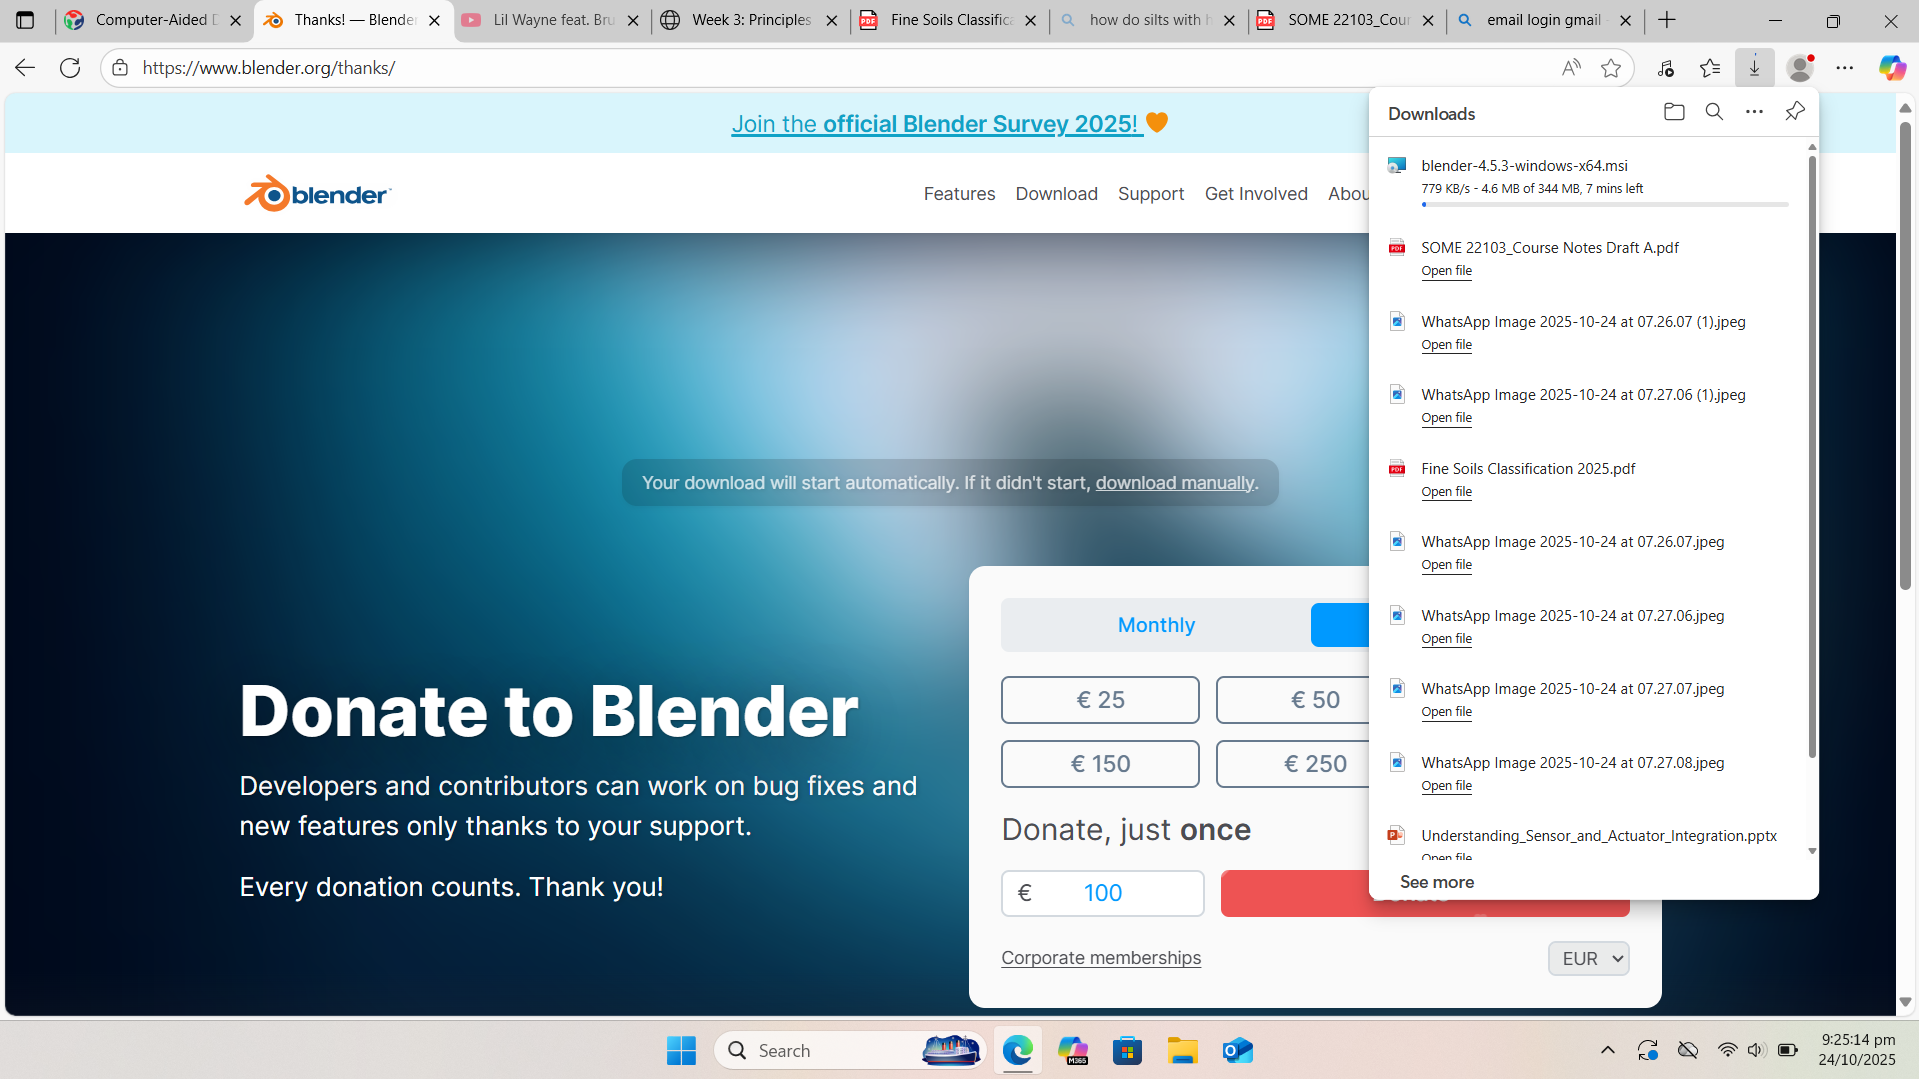 Computer-Aided D
Thanks! — Blender
Lil Wayne feat. Bru
Week 3: Principles
Fine Soils Classifica
how do silts with h
SOME 22103_Cour
email login gmail -
https://www.blender.org/thanks/
Join the official Blender Survey 2025! 🧡
blender
Features Download Support Get Involved Abou
Your download will start automatically. If it didn't start, download manually.
Donate to Blender
Developers and contributors can work on bug fixes and
new features only thanks to your support.
Every donation counts. Thank you!
Monthly
€ 25 € 50
€ 150 € 250
Donate, just once
€ 100
Donate
Corporate memberships
EUR
Downloads
blender-4.5.3-windows-x64.msi
779 KB/s - 4.6 MB of 344 MB, 7 mins left
SOME 22103_Course Notes Draft A.pdf
Open file
WhatsApp Image 2025-10-24 at 07.26.07 (1).jpeg
Open file
WhatsApp Image 2025-10-24 at 07.27.06 (1).jpeg
Open file
Fine Soils Classification 2025.pdf
Open file
WhatsApp Image 2025-10-24 at 07.26.07.jpeg
Open file
WhatsApp Image 2025-10-24 at 07.27.06.jpeg
Open file
WhatsApp Image 2025-10-24 at 07.27.07.jpeg
Open file
WhatsApp Image 2025-10-24 at 07.27.08.jpeg
Open file
Understanding_Sensor_and_Actuator_Integration.pptx
Open file
See more
Search
M365
9:25:14 pm
24/10/2025